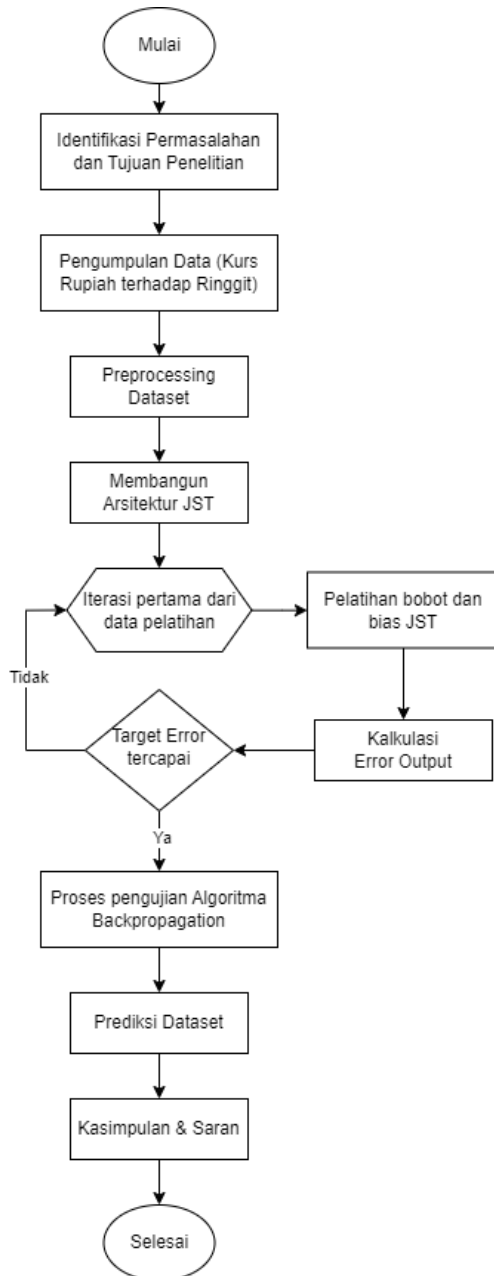 Mulai
Identifikasi Permasalahan
dan Tujuan Penelitian
Pengumpulan Data (Kurs
Rupiah terhadap Ringgit)
Preprocessing
Dataset
Membangun
Arsitektur JST
Iterasi pertama dari
data pelatihan
Pelatihan bobot dan
bias JST
Tidak
Target Error
tercapai
Kalkulasi
Error Output
Ya
Proses pengujian Algoritma
Backpropagation
Prediksi Dataset
Kasimpulan & Saran
Selesai